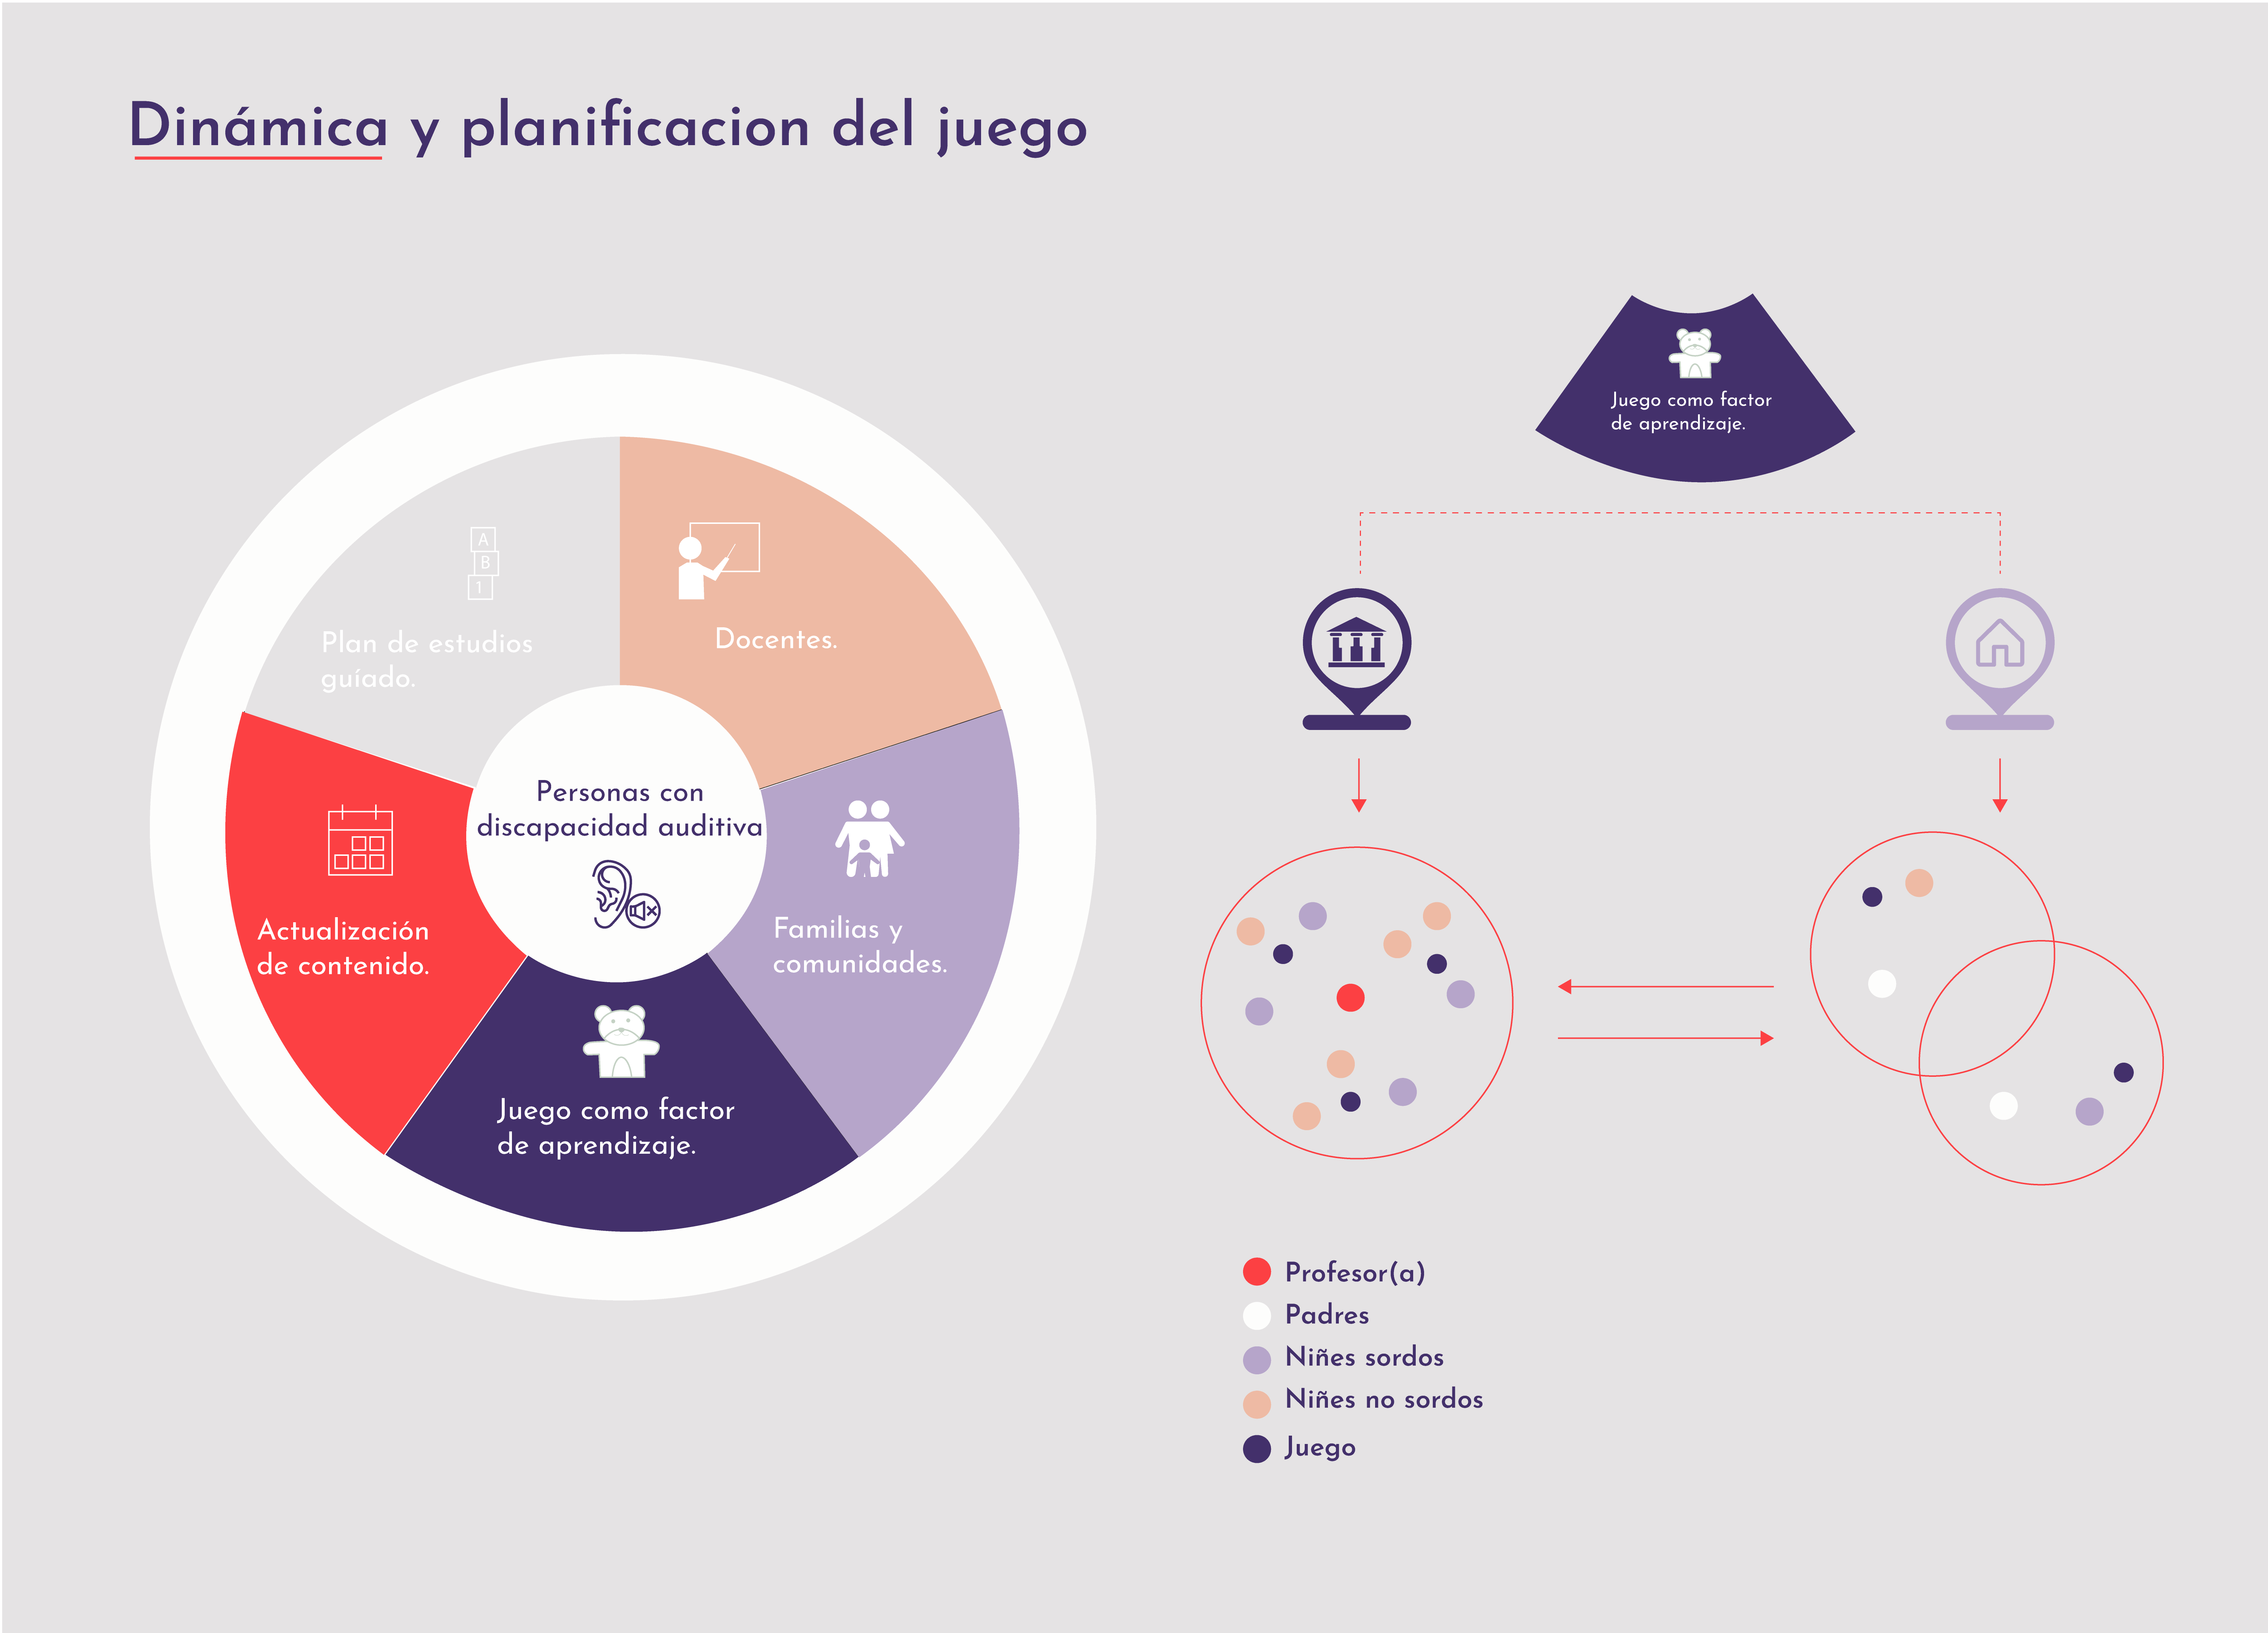 Dinámica y planificacion del juego
A
B
1
Plan de estudios
guíado.
Docentes.
Personas con
discapacidad auditiva
Actualización
de contenido.
Familias y
comunidades.
Juego como factor
de aprendizaje.
Juego como factor
de aprendizaje.
Profesor(a)
Padres
Niñes sordos
Niñes no sordos
Juego